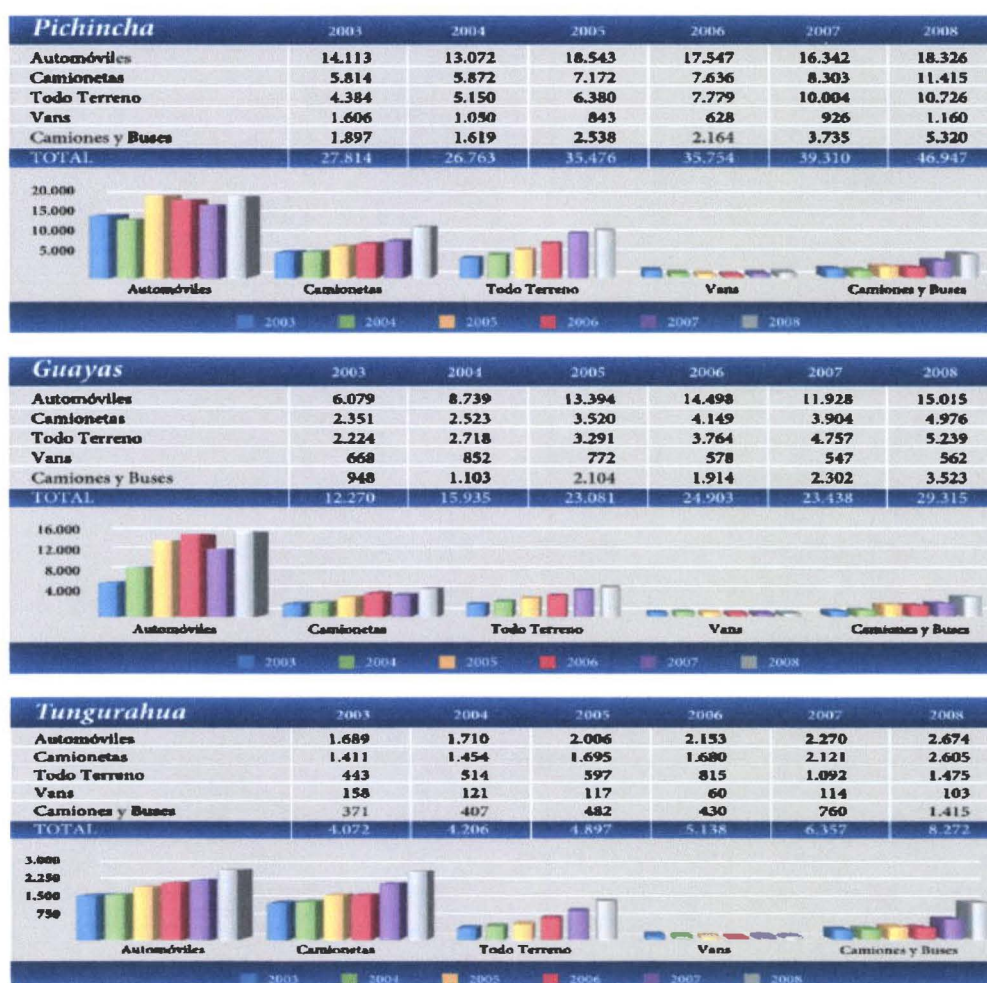 Pichincha 2003 2004 2005 2006 2007 2008
Automóviles 14.113 13.072 18.543 17.547 16.342 18.326
Camionetas 5.814 5.872 7.172 7.636 8.303 11.415
Todo Terreno 4.384 5.150 6.380 7.779 10.004 10.726
Vans 1.606 1.050 843 628 926 1.160
Camiones y Buses 1.897 1.619 2.538 2.164 3.735 5.320
TOTAL 27.814 26.763 35.476 35.754 39.310 46.947
20.000
15.000
10.000
5.000
Automóviles Camionetas Todo Terreno Vans Camiones y Buses
2003 2004 2005 2006 2007 2008
Guayas 2003 2004 2005 2006 2007 2008
Automóviles 6.079 8.739 13.394 14.498 11.928 15.015
Camionetas 2.351 2.523 3.520 4.149 3.904 4.976
Todo Terreno 2.224 2.718 3.291 3.764 4.757 5.239
Vans 668 852 772 578 547 562
Camiones y Buses 948 1.103 2.104 1.914 2.302 3.523
TOTAL 12.270 15.935 23.081 24.903 23.438 29.315
16.000
12.000
8.000
4.000
Automóviles Camionetas Todo Terreno Vans Camiones y Buses
2003 2004 2005 2006 2007 2008
Tungurahua 2003 2004 2005 2006 2007 2008
Automóviles 1.689 1.710 2.006 2.153 2.270 2.674
Camionetas 1.411 1.454 1.695 1.680 2.121 2.605
Todo Terreno 443 514 597 815 1.092 1.475
Vans 158 121 117 60 114 103
Camiones y Buses 371 407 482 430 760 1.415
TOTAL 4.072 4.206 4.897 5.138 6.357 8.272
3.000
2.250
1.500
750
Automóviles Camionetas Todo Terreno Vans Camiones y Buses
2003 2004 2005 2006 2007 2008